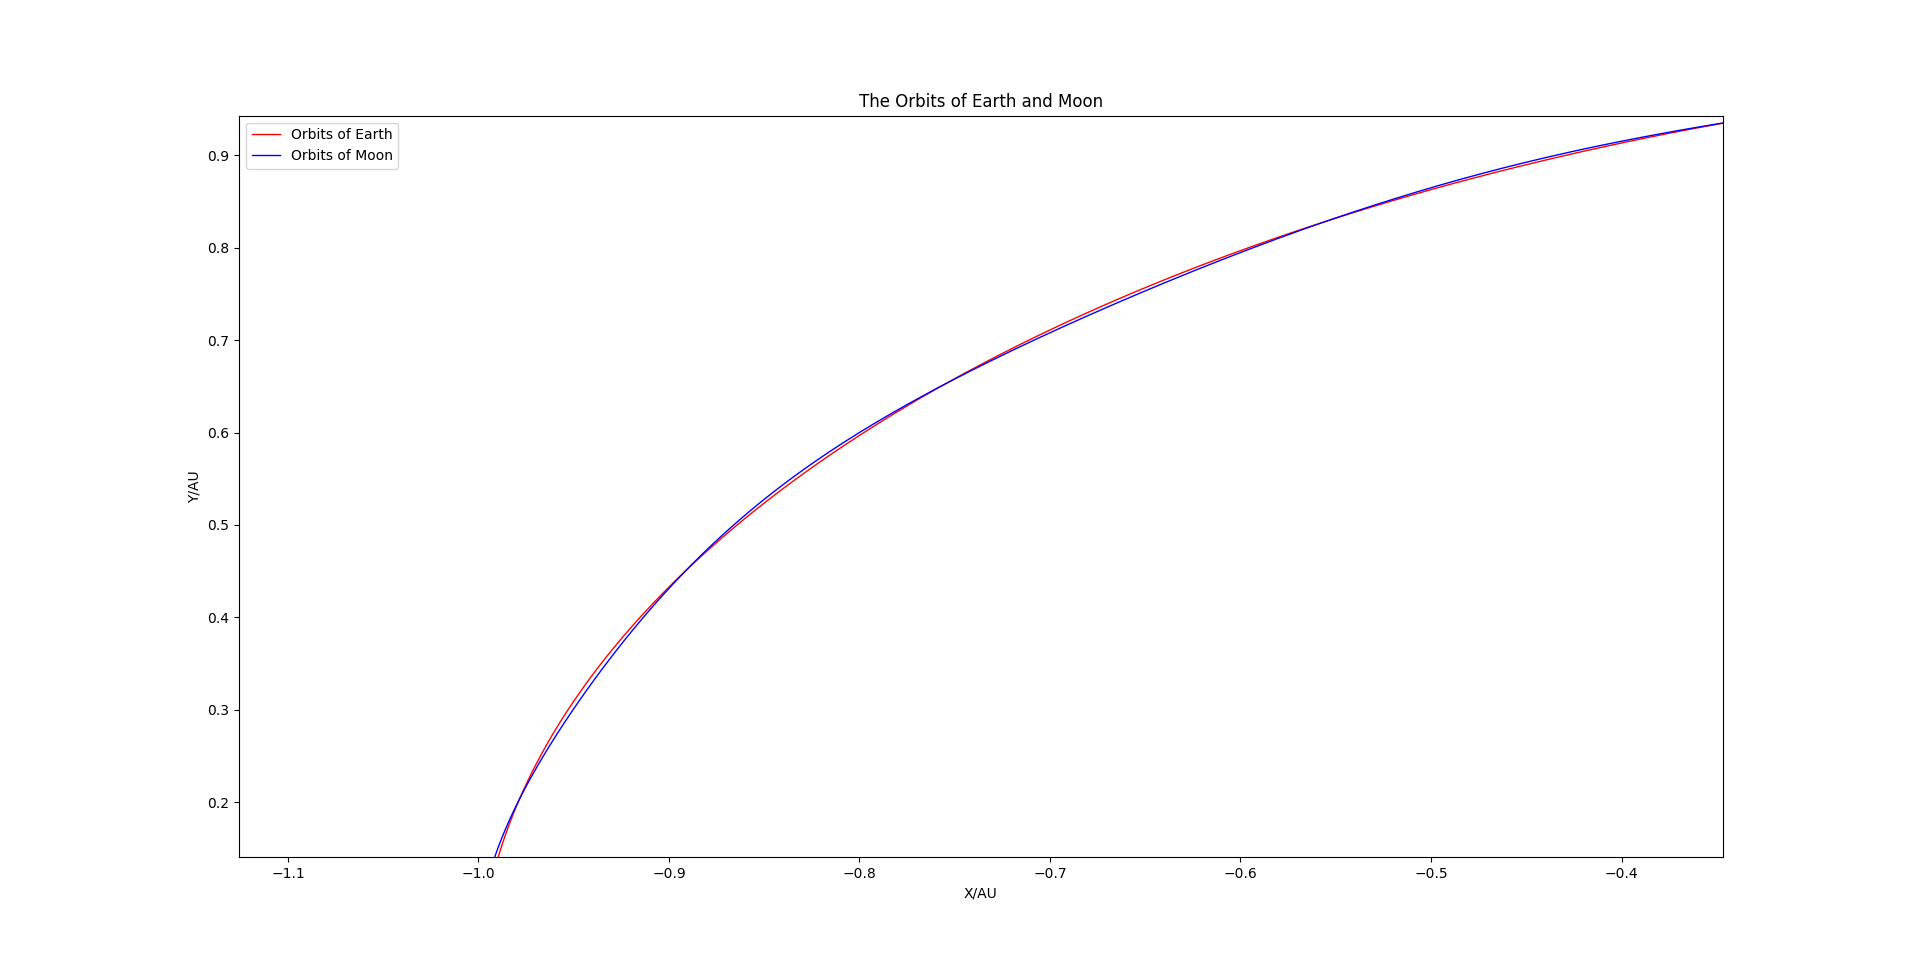 The Orbits of Earth and Moon
Orbits of Earth
Orbits of Moon
0.9
0.8
0.7
0.6
0.5
0.4
0.3
0.2
Y/AU
−1.1 −1.0 −0.9 −0.8 −0.7 −0.6 −0.5 −0.4
X/AU